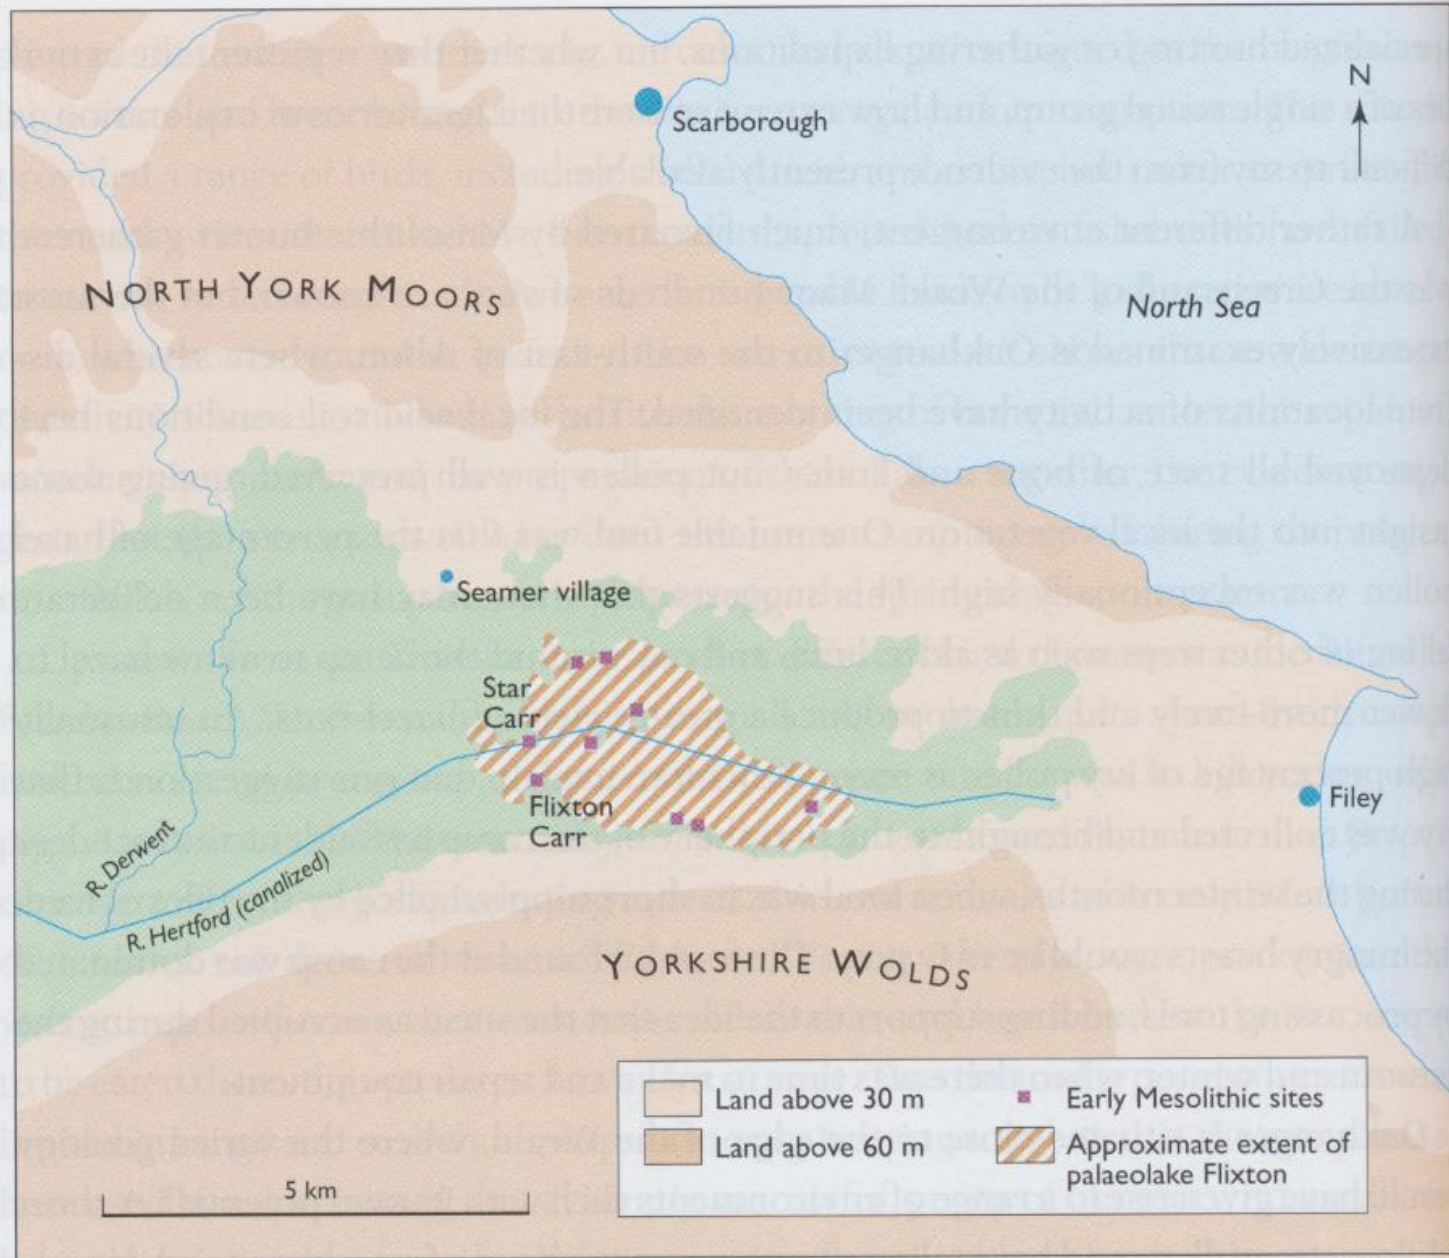 N
Scarborough
NORTH YORK MOORS
North Sea
Seamer village
Star
Carr
Flixton
Carr
Filey
R. Derwent
R. Hertford (canalized)
YORKSHIRE WOLDS
Land above 30 m
Land above 60 m
Early Mesolithic sites
Approximate extent of
palaeolake Flixton
5 km